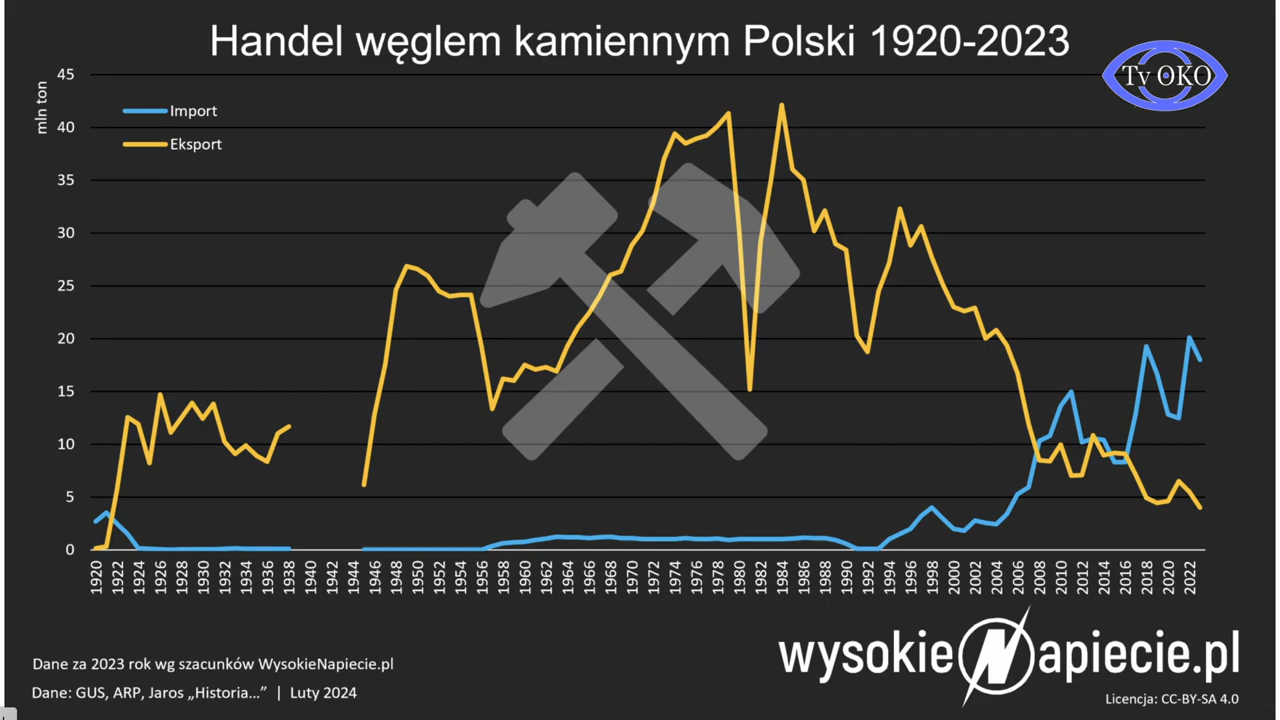 Handel węglem kamiennym Polski 1920-2023
Tv OKO
mln ton
45
40
35
30
25
20
15
10
5
0
Import
Eksport
1920 1922 1924 1926 1928 1930 1932 1934 1936 1938 1940 1942 1944 1946 1948 1950 1952 1954 1956 1958 1960 1962 1964 1966 1968 1970 1972 1974 1976 1978 1980 1982 1984 1986 1988 1990 1992 1994 1996 1998 2000 2002 2004 2006 2008 2010 2012 2014 2016 2018 2020 2022
wysokieNapiecie.pl
Dane za 2023 rok wg szacunków WysokieNapiecie.pl
Dane: GUS, ARP, Jaros „Historia...” | Luty 2024
Licencja: CC-BY-SA 4.0